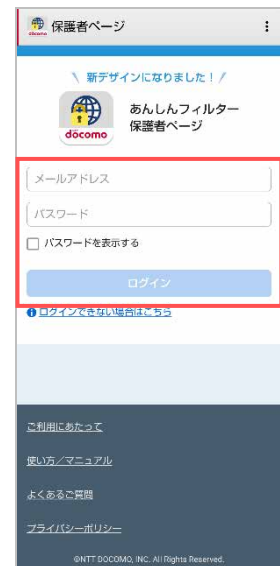 docomo
保護者ページ
\ 新デザインになりました！ /
docomo
あんしんフィルター
保護者ページ
メールアドレス
パスワード
パスワードを表示する
ログイン
ログインできない場合はこちら
ご利用にあたって
使い方／マニュアル
よくあるご質問
プライバシーポリシー
©NTT DOCOMO, INC. All Rights Reserved.